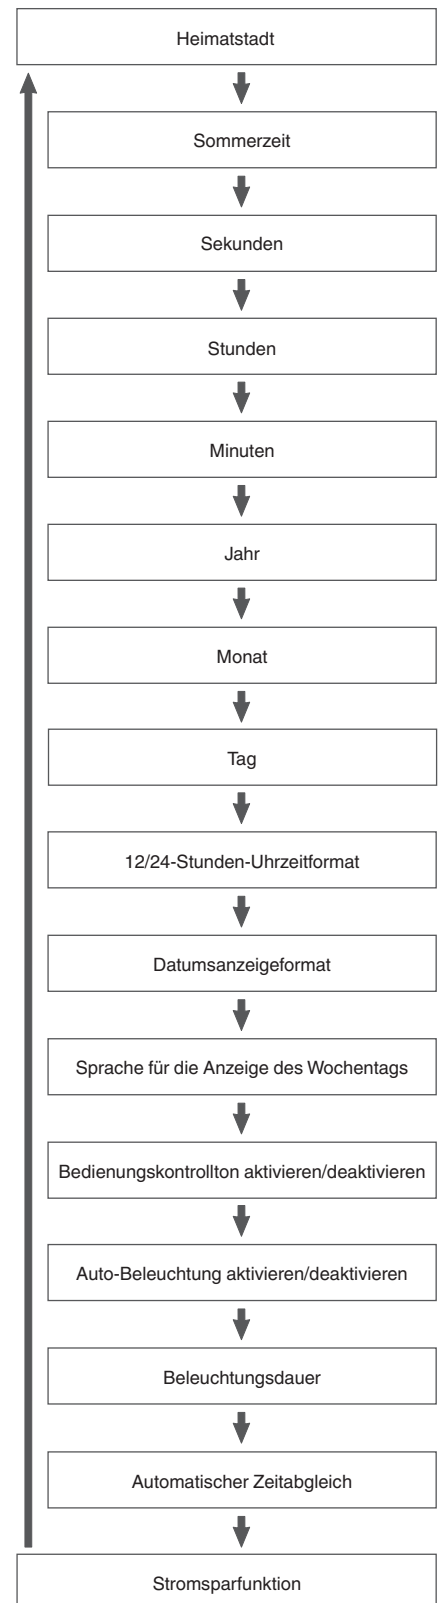 Heimatstadt
Sommerzeit
Sekunden
Stunden
Minuten
Jahr
Monat
Tag
12/24-Stunden-Uhrzeitformat
Datumsanzeigeformat
Sprache für die Anzeige des Wochentags
Bedienungskontrollton aktivieren/deaktivieren
Auto-Beleuchtung aktivieren/deaktivieren
Beleuchtungsdauer
Automatischer Zeitabgleich
Stromsparfunktion